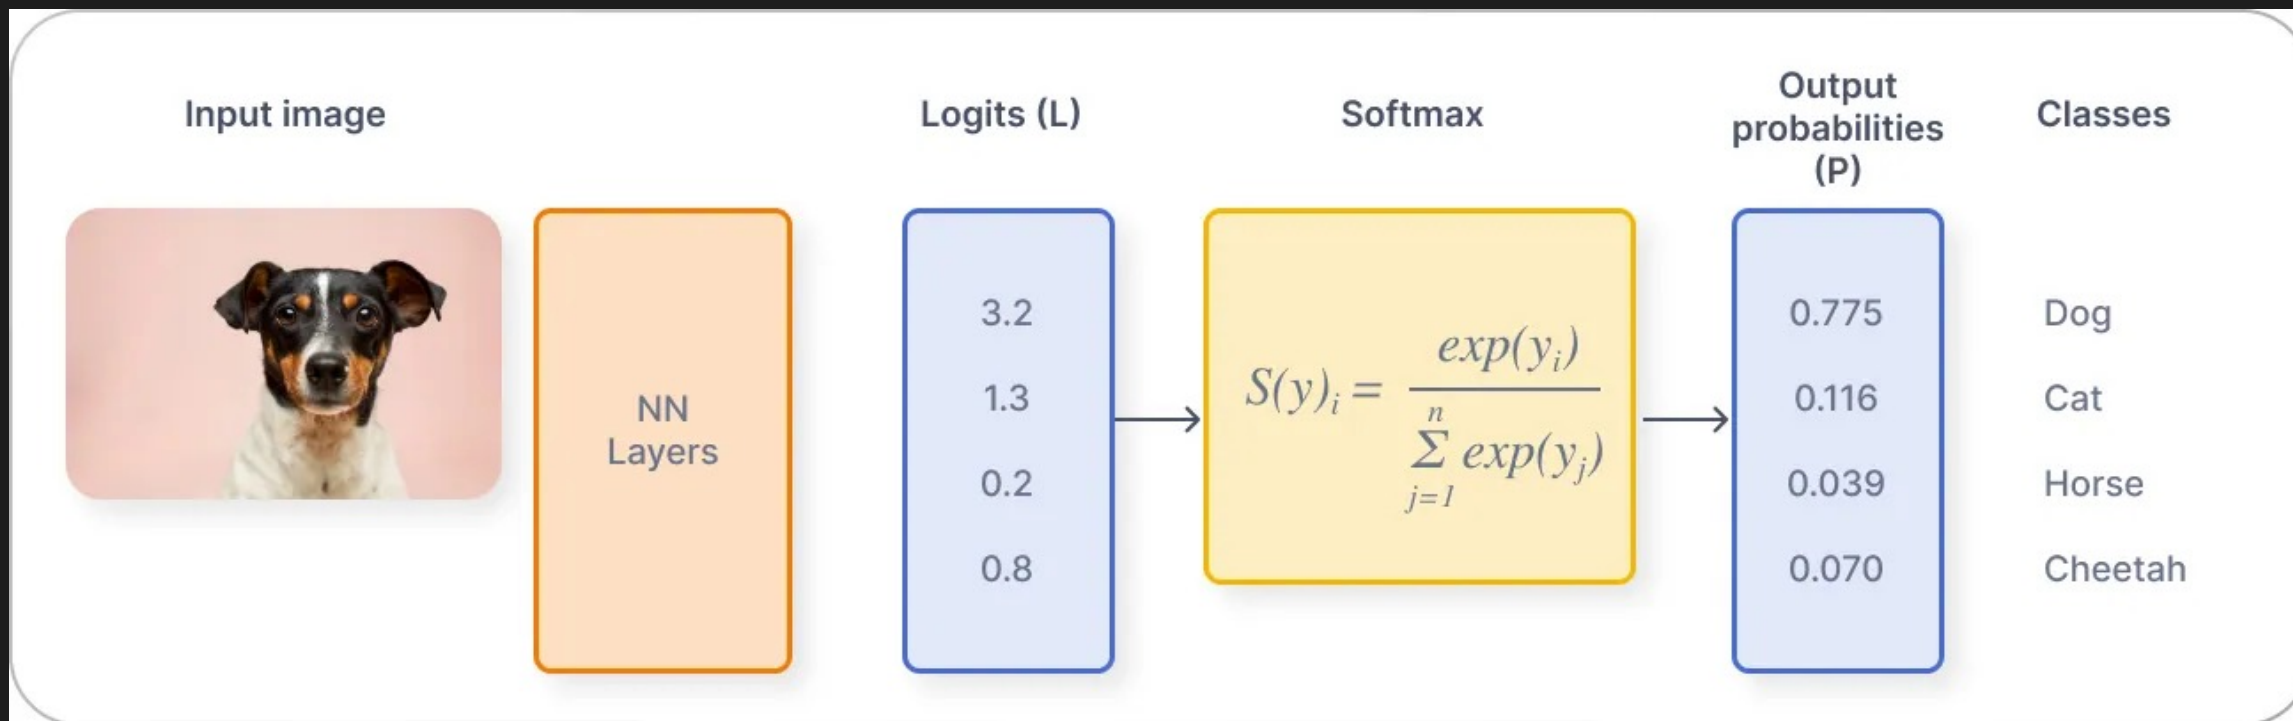 Input image
Logits (L)
Softmax
Output
probabilities
(P)
Classes
NN
Layers
3.2
1.3
0.2
0.8
S(y)i = exp(yi)
n
Σ exp(yj)
j=1
0.775
0.116
0.039
0.070
Dog
Cat
Horse
Cheetah